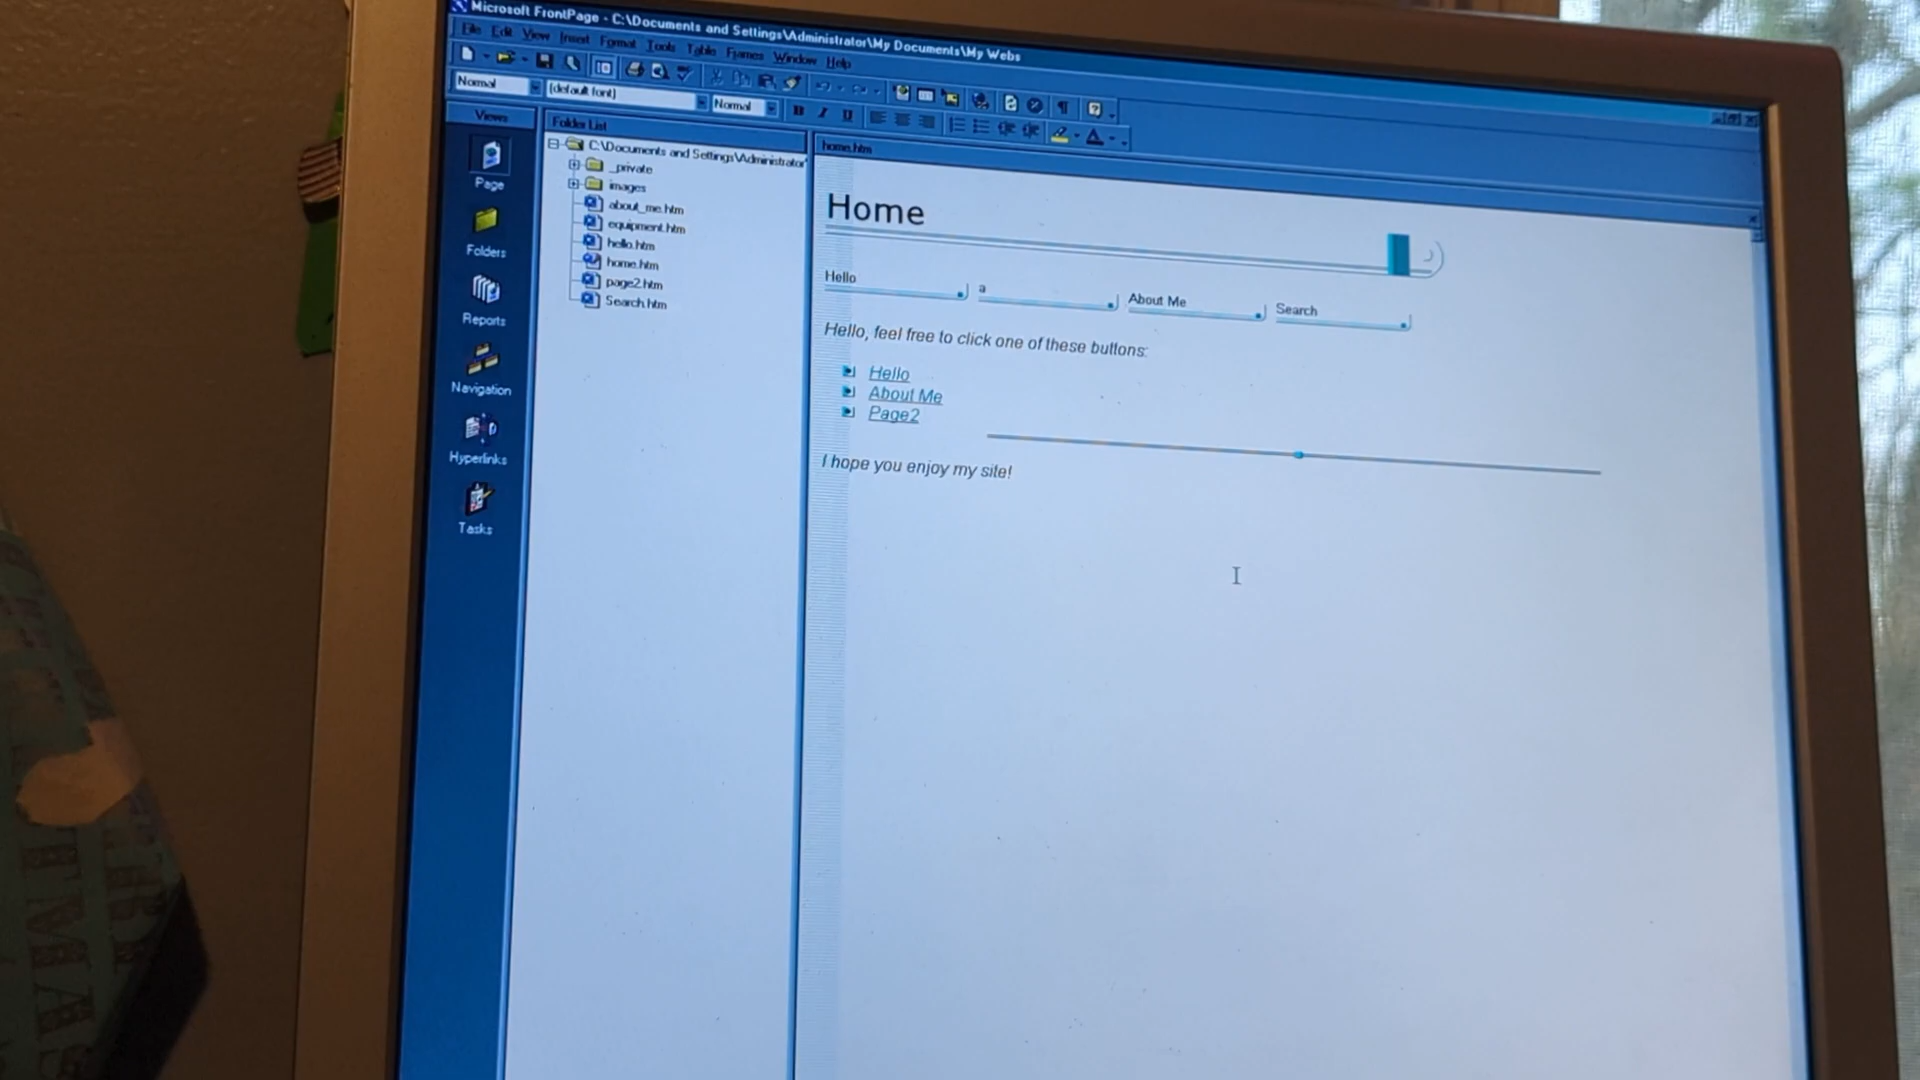 Microsoft FrontPage - C:\Documents and Settings\Administrator\My Documents\My Webs
File Edit View Insert Format Tools Table Frames Window Help
Normal (default font) Normal B I U
Views
Folder List
home.htm
C:\Documents and Settings\Administrator
_private
images
about_me.htm
equipment.htm
hello.htm
home.htm
page2.htm
Search.htm
Page
Folders
Reports
Navigation
Hyperlinks
Tasks
Home
Hello a About Me Search
Hello, feel free to click one of these buttons:
Hello
About Me
Page2
I hope you enjoy my site!